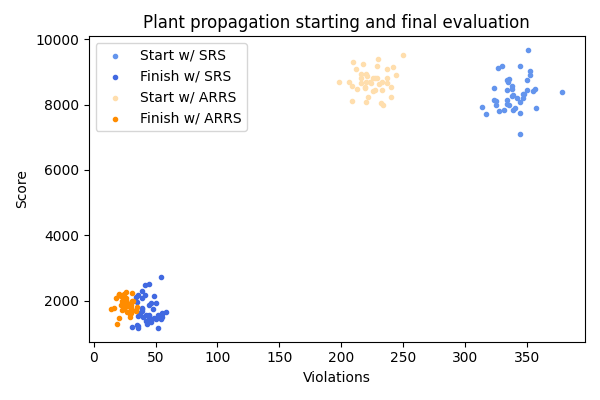 Plant propagation starting and final evaluation
Start w/ SRS
Finish w/ SRS
Start w/ ARRS
Finish w/ ARRS
Score
10000
8000
6000
4000
2000
0
50
100
150
200
250
300
350
Violations